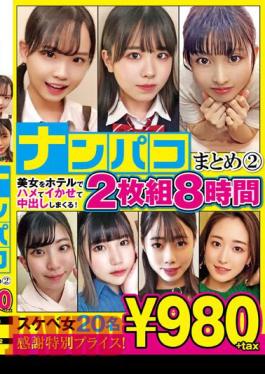 ナンパコ
まとめ②
美女をホテルで
ハメてイカせて
中出ししまくる!
2枚組8時間
スケベ女20名
感謝特別プライス!
¥980
+tax